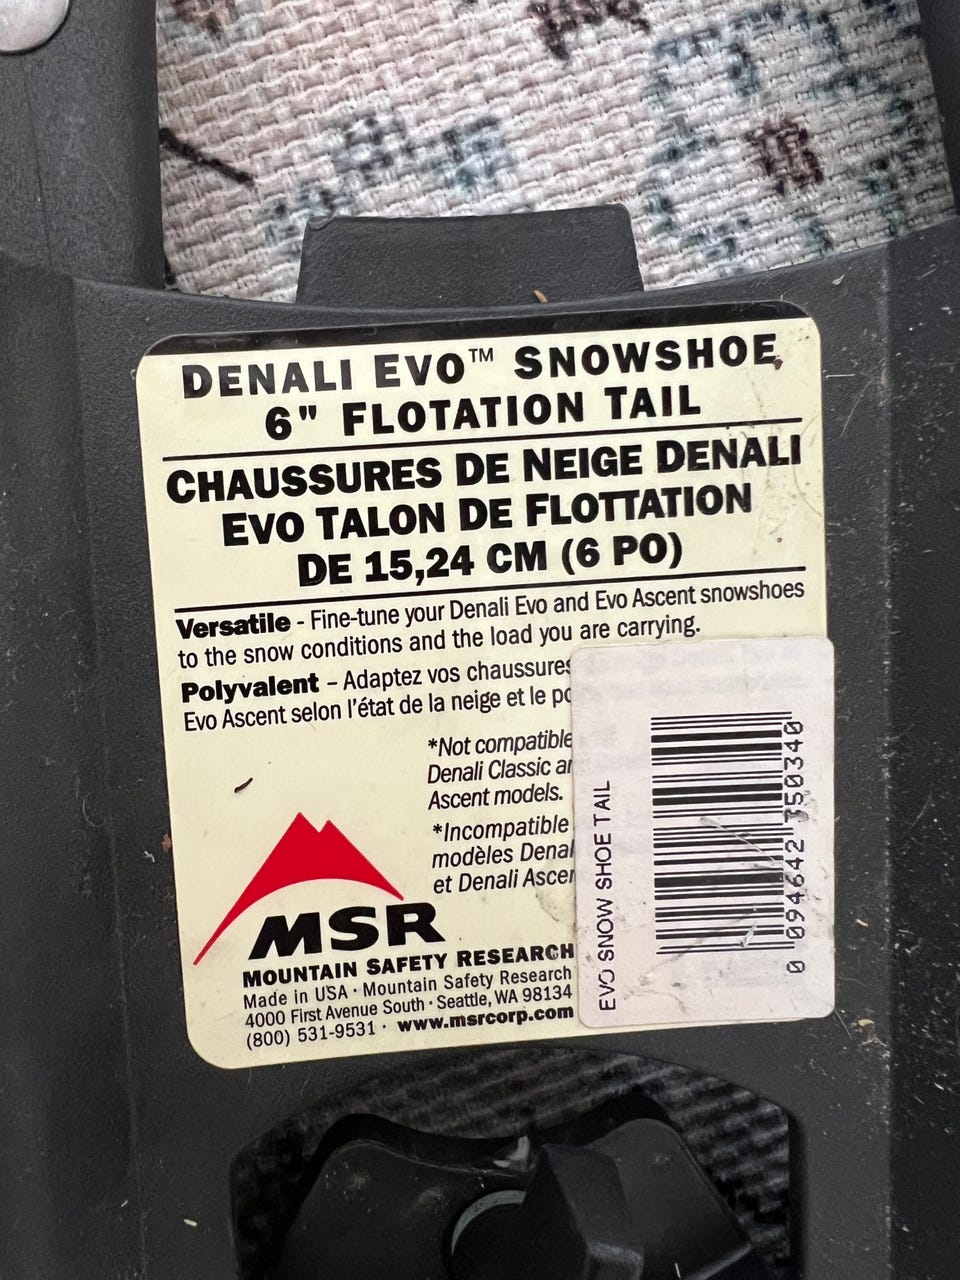 DENALI EVO™ SNOWSHOE
6" FLOTATION TAIL
CHAUSSURES DE NEIGE DENALI
EVO TALON DE FLOTTATION
DE 15,24 CM (6 PO)
Versatile - Fine-tune your Denali Evo and Evo Ascent snowshoes
to the snow conditions and the load you are carrying.
Polyvalent – Adaptez vos chaussures
Evo Ascent selon l'état de la neige et le
*Not compatible
Denali Classic
Ascent models.
*Incompatible
modèles
et Denali
MSR
MOUNTAIN SAFETY RESEARCH
Made in USA · Mountain Safety Research
4000 First Avenue South · Seattle, WA 98134
(800) 531-9531 · www.msrcorp.com
EVO SNOW SHOE TAIL
0 094642 350340